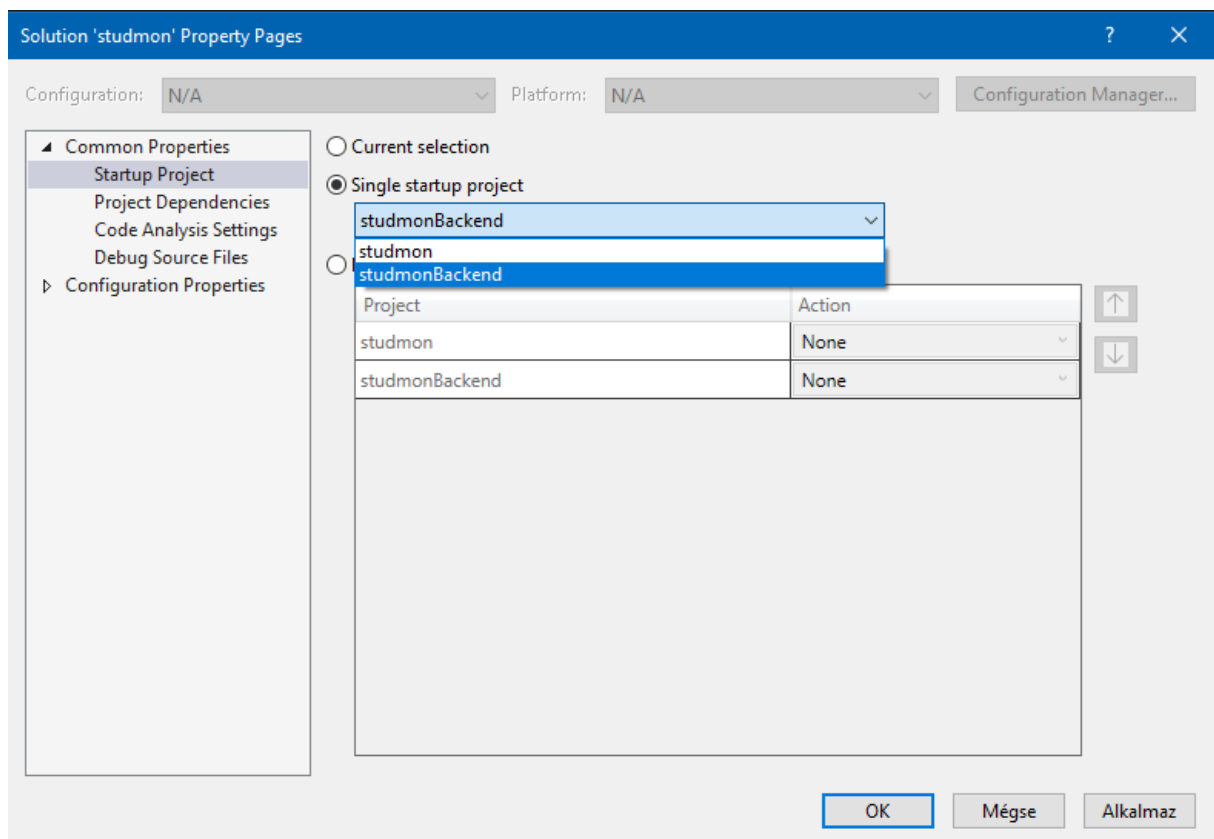 Solution 'studmon' Property Pages
?
Configuration: N/A Platform: N/A Configuration Manager...
Common Properties
Startup Project
Project Dependencies
Code Analysis Settings
Debug Source Files
Configuration Properties
Current selection
Single startup project
studmonBackend
studmon
studmonBackend
Project Action
studmon None
studmonBackend None
OK Mégse Alkalmaz